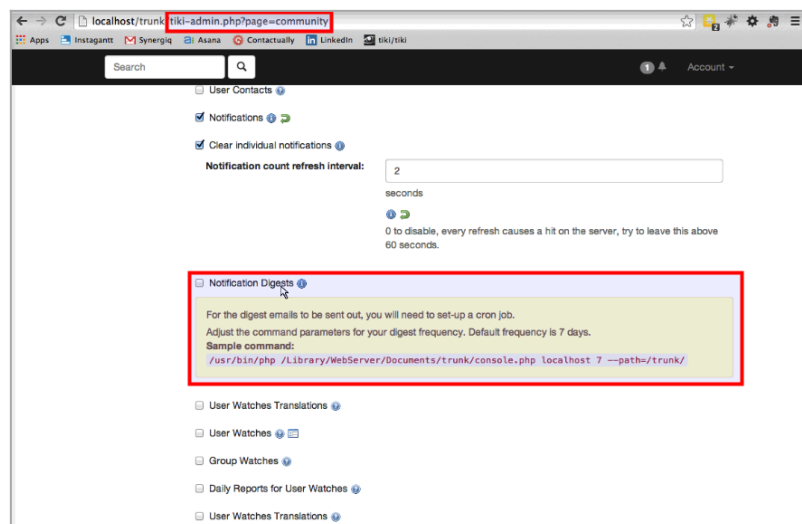 localhost/trunk/tiki-admin.php?page=community
Apps Instagantt Synergiq Asana Contactually LinkedIn tiki/tiki
Search 1 Account
User Contacts
Notifications
Clear individual notifications
Notification count refresh interval:
2
seconds
0 to disable, every refresh causes a hit on the server, try to leave this above
60 seconds.
Notification Digests
For the digest emails to be sent out, you will need to set-up a cron job.
Adjust the command parameters for your digest frequency. Default frequency is 7 days.
Sample command:
/usr/bin/php /Library/WebServer/Documents/trunk/console.php localhost 7 --path=/trunk/
User Watches Translations
User Watches
Group Watches
Daily Reports for User Watches
User Watches Translations